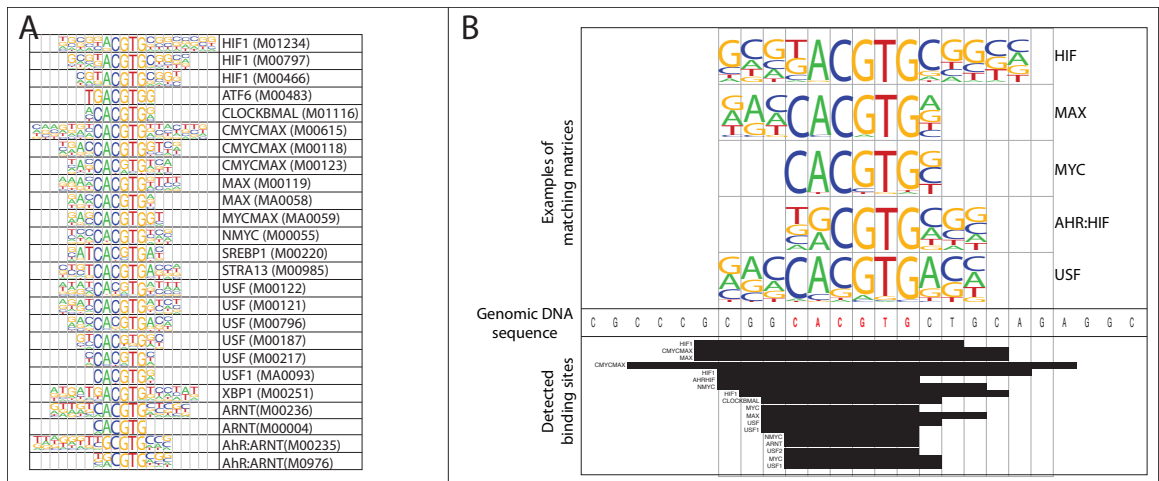 A
HIF1 (M01234)
HIF1 (M00797)
HIF1 (M00466)
ATF6 (M00483)
CLOCKBMAL (M01116)
CMYCMAX (M00615)
CMYCMAX (M00118)
CMYCMAX (M00123)
MAX (M00119)
MAX (MA0058)
MYCMAX (MA0059)
NMYC (M00055)
SREBP1 (M00220)
STRA13 (M00985)
USF (M00122)
USF (M00121)
USF (M00796)
USF (M00187)
USF (M00217)
USF1 (MA0093)
XBP1 (M00251)
ARNT(M00236)
ARNT(M00004)
AhR:ARNT(M00235)
AhR:ARNT(M0976)
B
Examples of
matching matrices
HIF
MAX
MYC
AHR:HIF
USF
Genomic DNA
sequence
C G C C C G C G G C A C G T G C T G C A G A G G C
Detected
binding sites
HIF1
CMYCMAX
MAX
CMYCMAX
HIF1
AHRHIF
NMYC
HIF1
CLOCKBMAL
MYC
MAX
USF
USF1
NMYC
ARNT
USF2
MYC
USF1